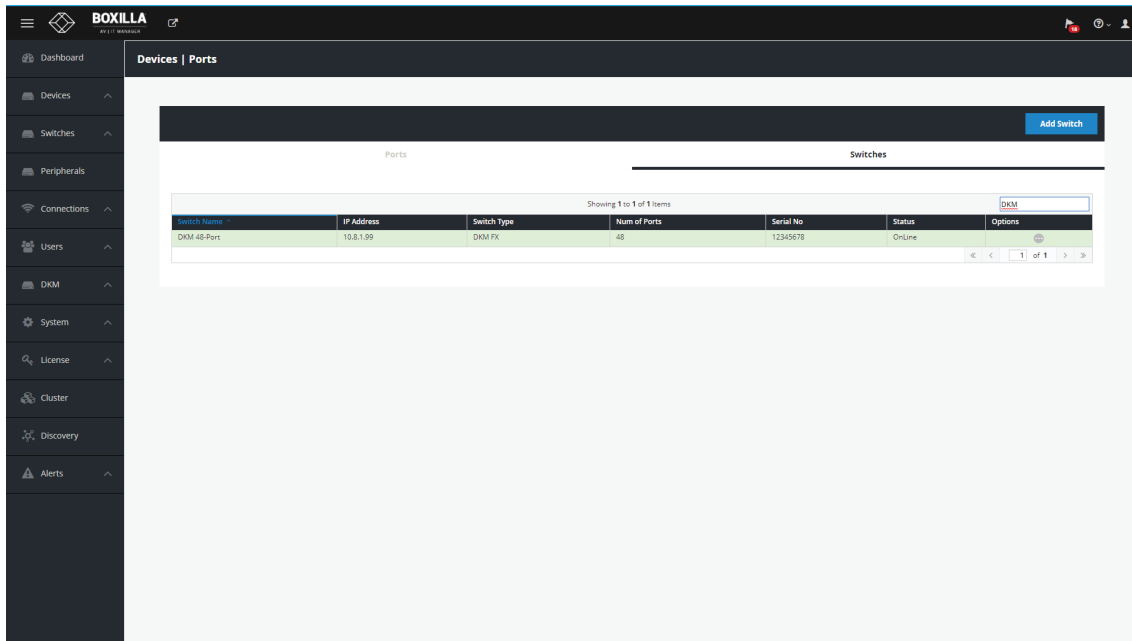 BOXILLA
AV | IT MANAGER
18
Dashboard
Devices
Switches
Peripherals
Connections
Users
DKM
System
License
Cluster
Discovery
Alerts
Devices | Ports
Add Switch
Ports Switches
Showing 1 to 1 of 1 Items DKM
Switch Name IP Address Switch Type Num of Ports Serial No Status Options
DKM 48-Port 10.8.1.99 DKM FX 48 12345678 OnLine
1 of 1